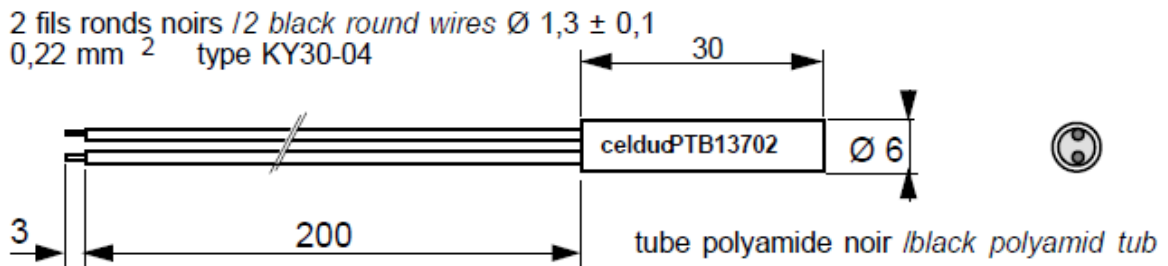 2 fils ronds noirs /2 black round wires Ø 1,3 ± 0,1
0,22 mm 2 type KY30-04
30
celducPTB13702
Ø 6
3
200
tube polyamide noir /black polyamid tub